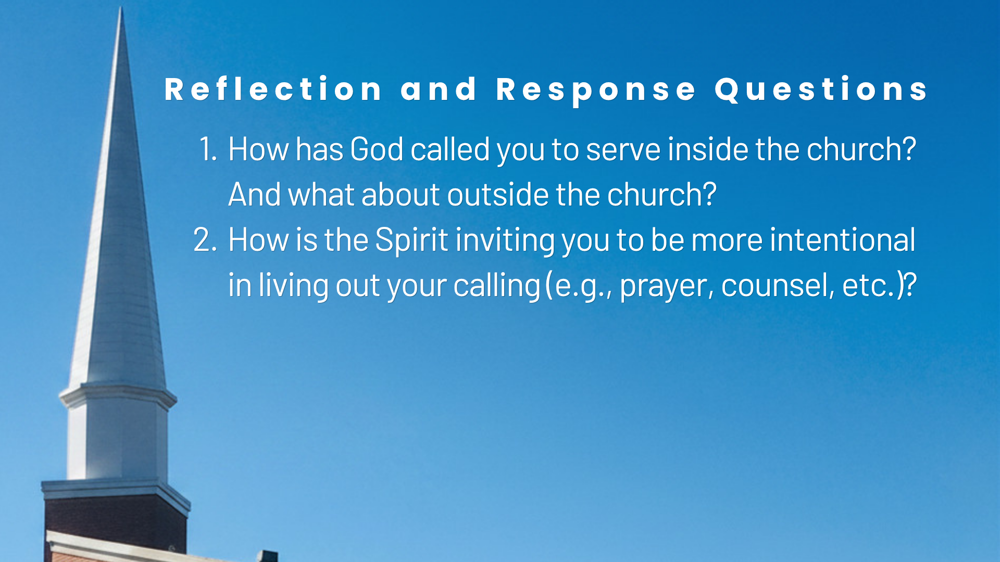 Reflection and Response Questions
1. How has God called you to serve inside the church?
And what about outside the church?
2. How is the Spirit inviting you to be more intentional
in living out your calling (e.g., prayer, counsel, etc.)?